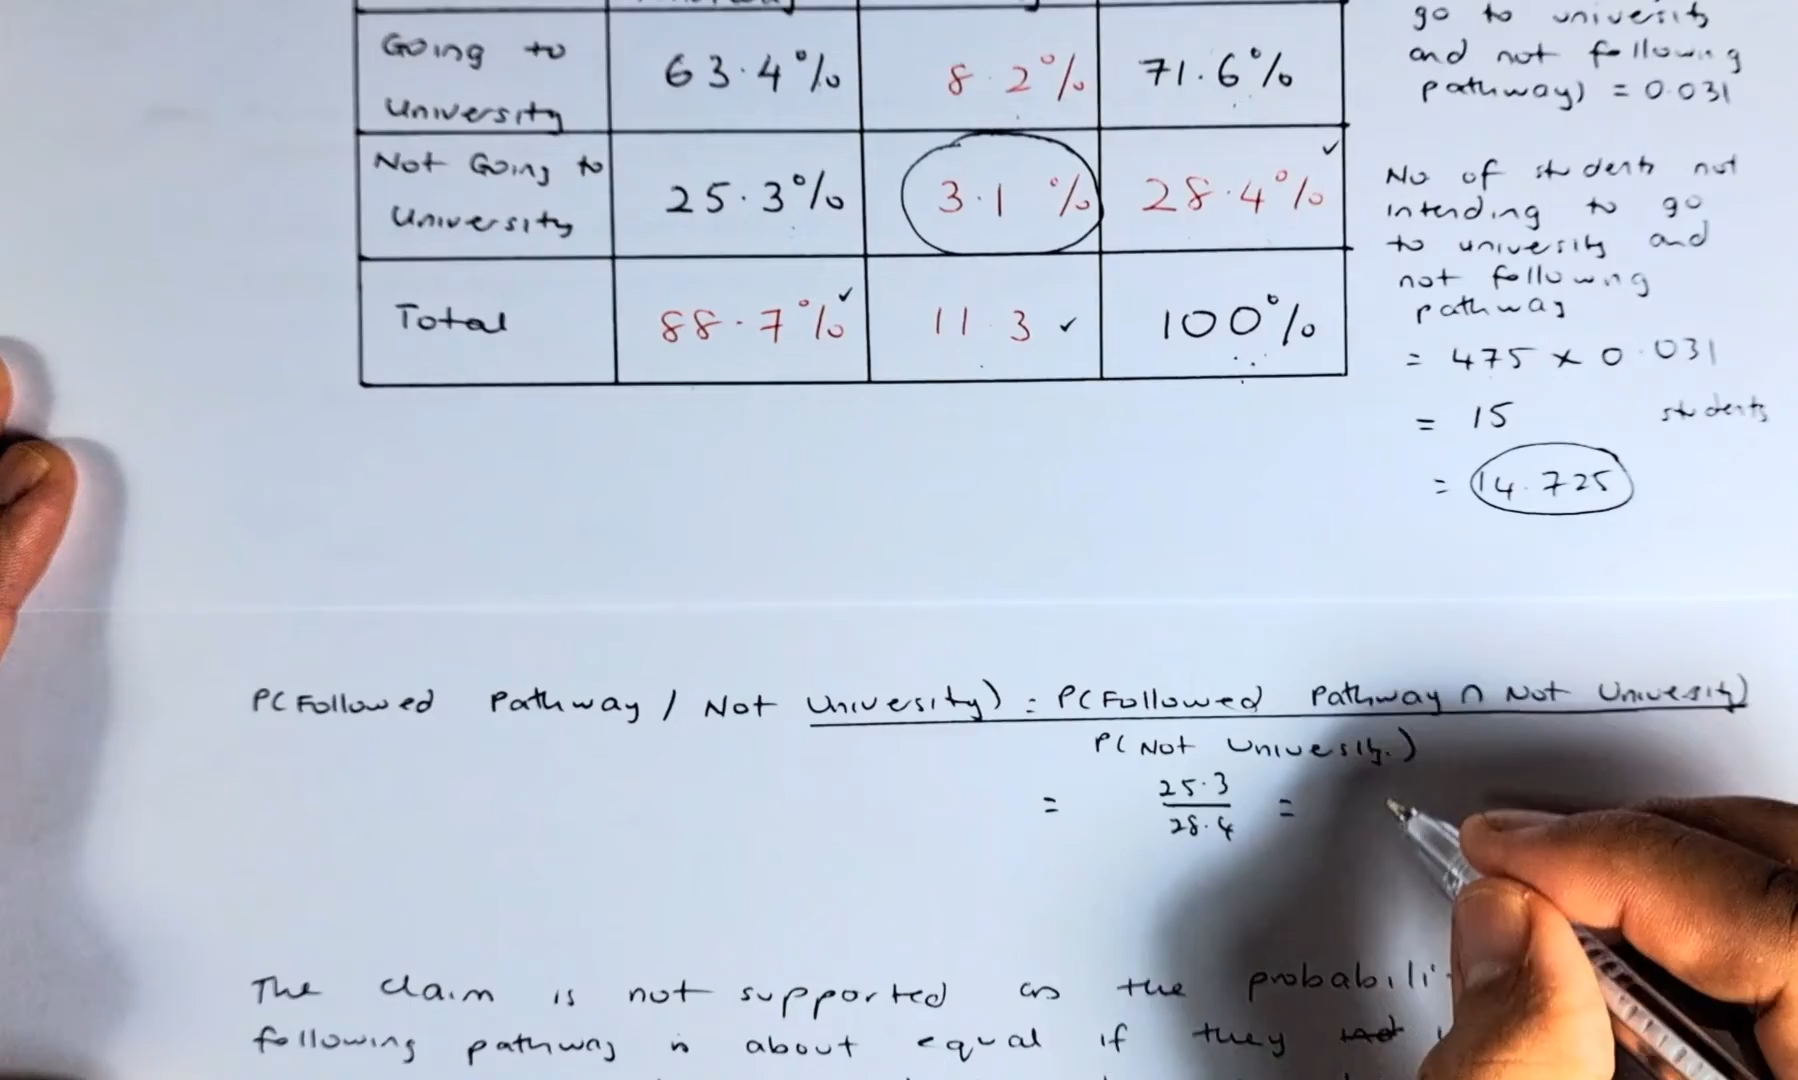 go to university
and not following
pathway) = 0.031
Going to
University
63.4%
8.2%
71.6%
Not Going to
University
25.3%
3.1 %
28.4% ✓
Total
88.7% ✓
11.3 ✓
100%
No of students not
intending to go
to university and
not following
pathway
= 475 × 0.031
= 15 students
= 14.725
P(Followed Pathway / Not University) = P(Followed Pathway ∩ Not University)
P(Not University.)
= 25.3 / 28.4 =
The claim is not supported as the
following pathway is about equal if they